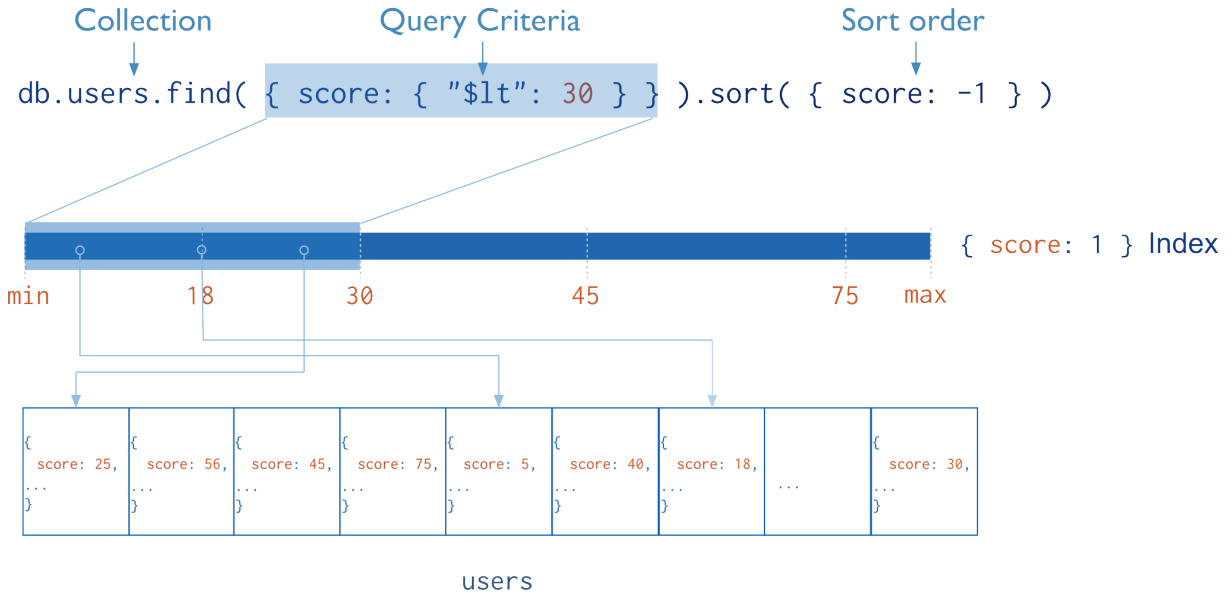 Collection Query Criteria Sort order
db.users.find( { score: { "$lt": 30 } } ).sort( { score: -1 } )
{ score: 1 } Index
min 18 30 45 75 max
{ { { { { { { {
score: 25, score: 56, score: 45, score: 75, score: 5, score: 40, score: 18, score: 30,
... ... ... ... ... ... ... ... ...
} } } } } } } }
users